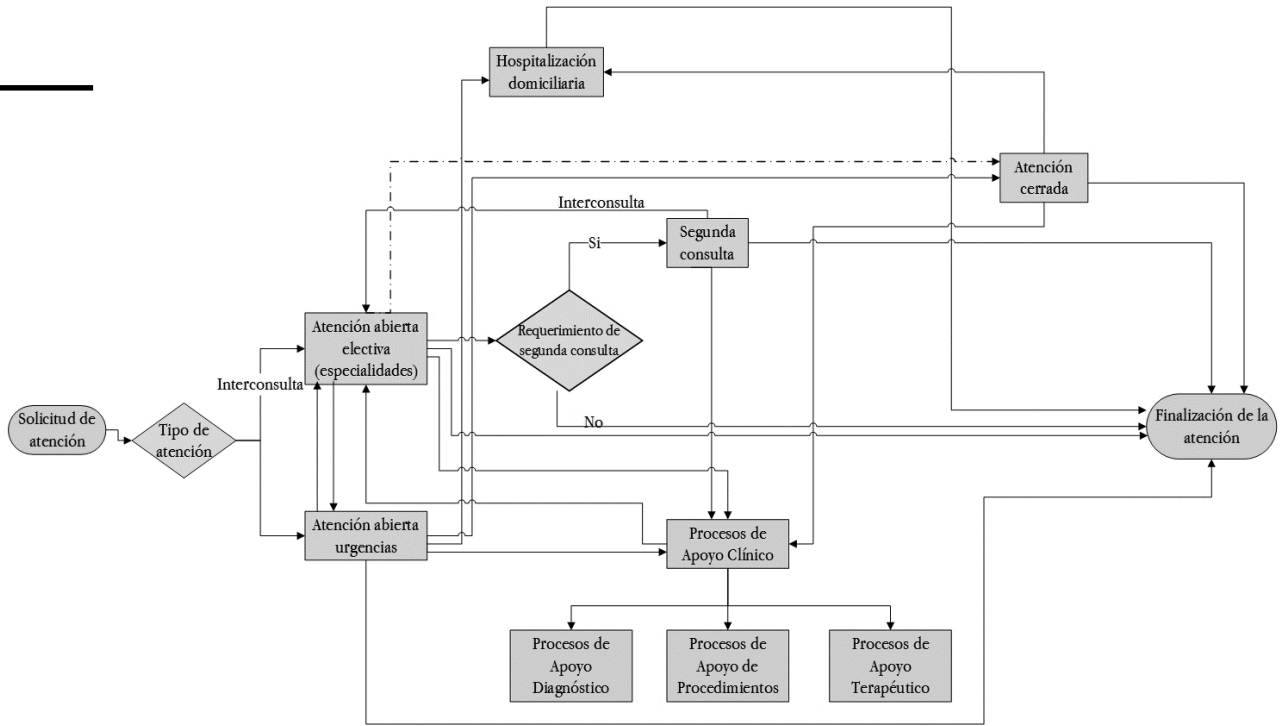 Hospitalización
domiciliaria
Atención
cerrada
Interconsulta
Segunda
consulta
Si
Requerimiento de
segunda consulta
Atención abierta
electiva
(especialidades)
Interconsulta
Solicitud de
atención
Tipo de
atención
No
Finalización de la
atención
Atención abierta
urgencias
Procesos de
Apoyo Clínico
Procesos de
Apoyo
Diagnóstico
Procesos de
Apoyo de
Procedimientos
Procesos de
Apoyo
Terapéutico